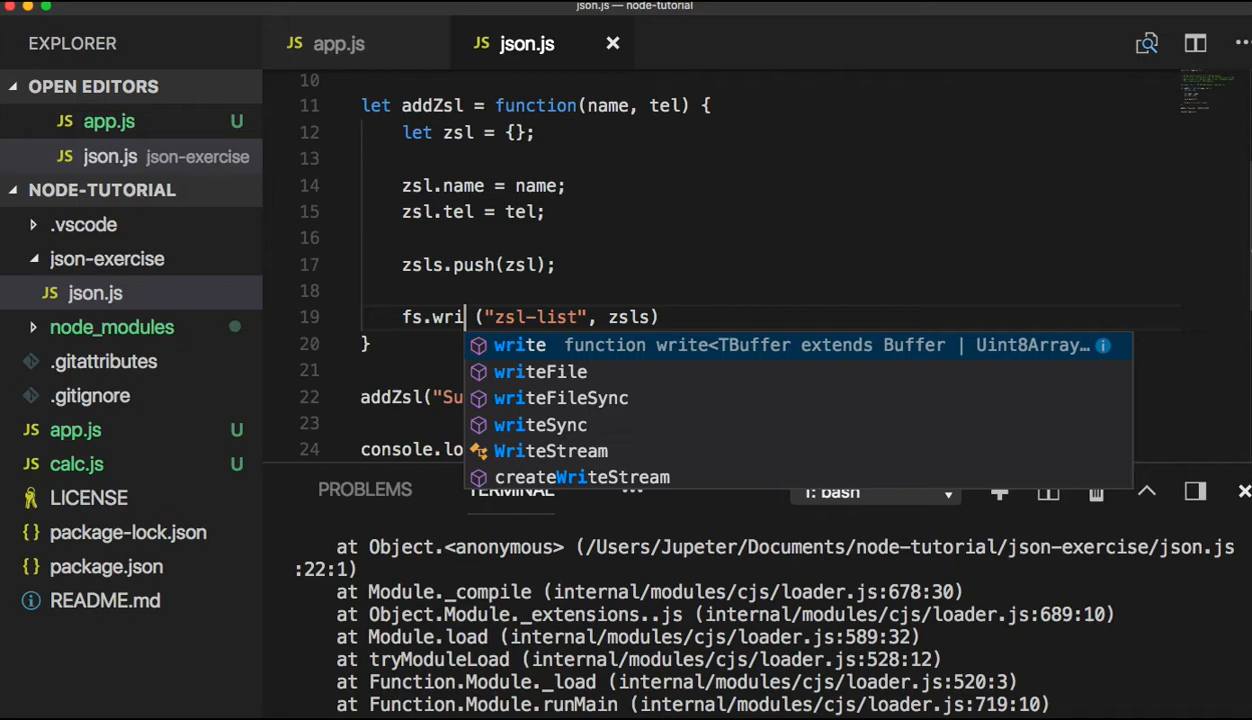 json.js — node-tutorial
EXPLORER
JS app.js
JS json.js
OPEN EDITORS
JS app.js U
JS json.js json-exercise
NODE-TUTORIAL
.vscode
json-exercise
JS json.js
node_modules
.gitattributes
.gitignore
JS app.js U
JS calc.js U
LICENSE
{} package-lock.json
{} package.json
README.md
10
11 let addZsl = function(name, tel) {
12 let zsl = {};
13
14 zsl.name = name;
15 zsl.tel = tel;
16
17 zsls.push(zsl);
18
19 fs.wri ("zsl-list", zsls)
20 }
21
22 addZsl("Su
23
24 console.lo
write function write<TBuffer extends Buffer | Uint8Array…
writeFile
writeFileSync
writeSync
WriteStream
createWriteStream
PROBLEMS
TERMINAL
1: bash
at Object.<anonymous> (/Users/Jupeter/Documents/node-tutorial/json-exercise/json.js
:22:1)
at Module._compile (internal/modules/cjs/loader.js:678:30)
at Object.Module._extensions..js (internal/modules/cjs/loader.js:689:10)
at Module.load (internal/modules/cjs/loader.js:589:32)
at tryModuleLoad (internal/modules/cjs/loader.js:528:12)
at Function.Module._load (internal/modules/cjs/loader.js:520:3)
at Function.Module.runMain (internal/modules/cjs/loader.js:719:10)